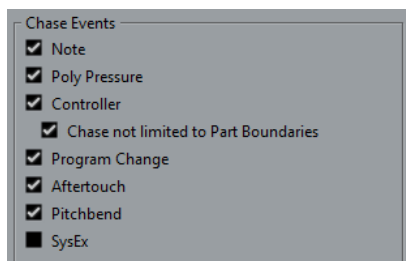 Chase Events
Note
Poly Pressure
Controller
Chase not limited to Part Boundaries
Program Change
Aftertouch
Pitchbend
SysEx